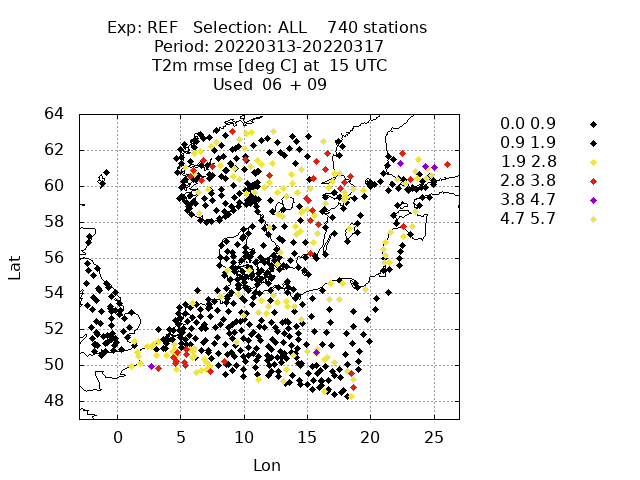 Exp: REF   Selection: ALL    740 stations
Period: 20220313-20220317
T2m rmse [deg C] at  15 UTC
Used  06 + 09
64
62
60
58
56
54
52
50
48
Lat
0 5 10 15 20 25
Lon
0.0 0.9
0.9 1.9
1.9 2.8
2.8 3.8
3.8 4.7
4.7 5.7